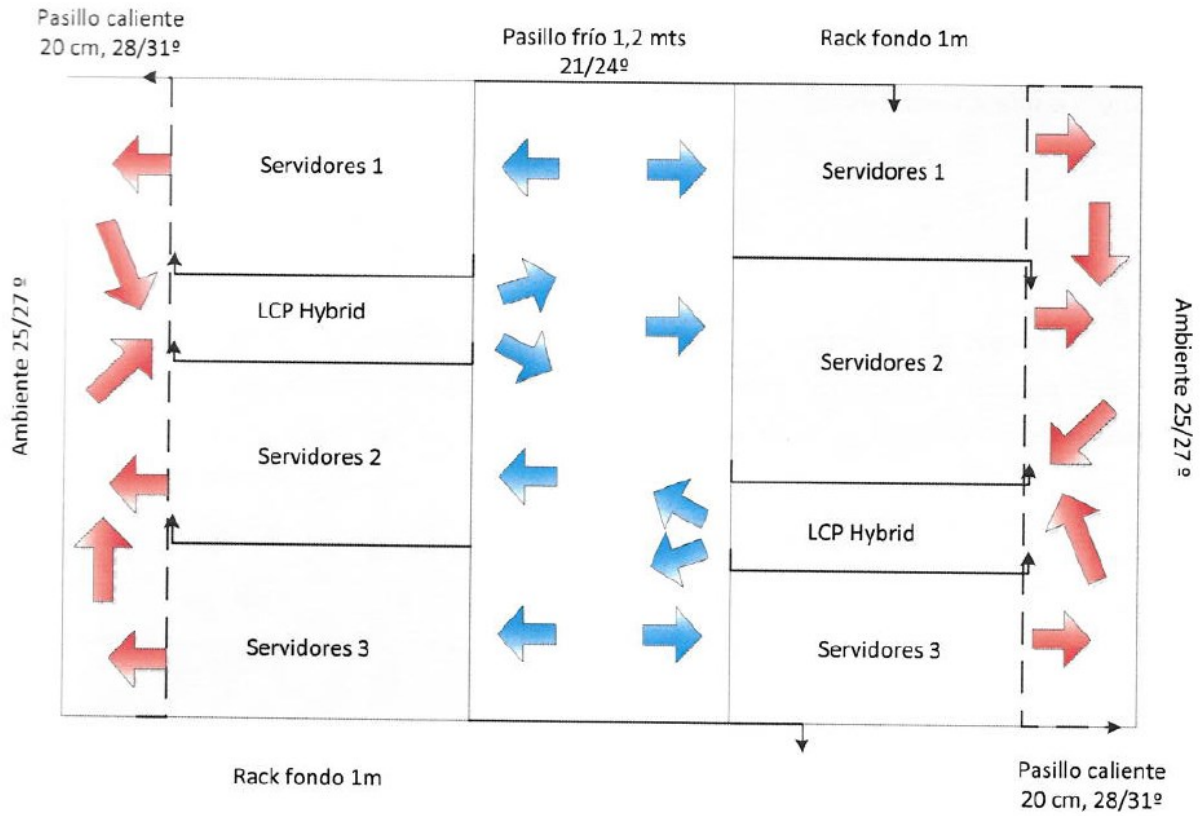 Pasillo caliente
20 cm, 28/31º
Pasillo frío 1,2 mts
21/24º
Rack fondo 1m
Servidores 1
Servidores 1
LCP Hybrid
Servidores 2
Servidores 2
LCP Hybrid
Servidores 3
Servidores 3
Ambiente 25/27 º
Ambiente 25/27 º
Rack fondo 1m
Pasillo caliente
20 cm, 28/31º